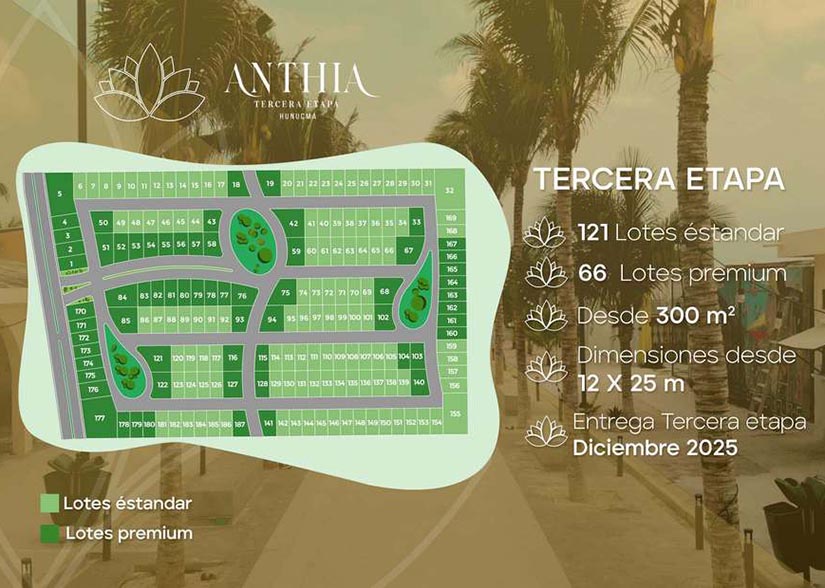 ANTHIA
TERCERA ETAPA
HUNUCMÁ
TERCERA ETAPA
121 Lotes éstandar
66 Lotes premium
Desde 300 m²
Dimensiones desde
12 X 25 m
Entrega Tercera etapa
Diciembre 2025
5 6 7 8 9 10 11 12 13 14 15 16 17 18 19 20 21 22 23 24 25 26 27 28 29 30 31 32
4
3
2
1
50 49 48 47 46 45 44 43 42 41 40 39 38 37 36 35 34 33
51 52 53 54 55 56 57 58 59 60 61 62 63 64 65 66 67
169
168
167
166
165
164
163
162
161
160
159
158
157
156
155
84 83 82 81 80 79 78 77 76 75 74 73 72 71 70 69 68
85 86 87 88 89 90 91 92 93 94 95 96 97 98 99 100 101 102
170
171
172
173
174
175
176
177
121 120 119 118 117 116 115 114 113 112 111 110 109 108 107 106 105 104 103
122 123 124 125 126 127 128 129 130 131 132 133 134 135 136 137 138 139 140
178 179 180 181 182 183 184 185 186 187 141 142 143 144 145 146 147 148 149 150 151 152 153 154
Lotes éstandar
Lotes premium